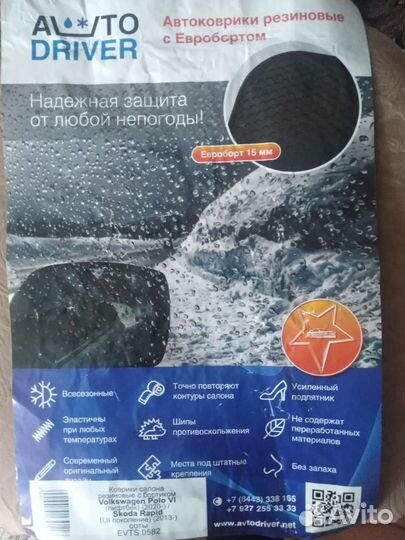 AVTO
DRIVER
Автоковрики резиновые
с Евробортом
Надежная защита
от любой непогоды!
Евроборт 15 мм
Всесезонные
Точно повторяют
контуры салона
Усиленный
подпятник
Эластичны
при любых
температурах
Шипы
противоскольжения
Не содержат
переработанных
материалов
Современный
оригинальный
дизайн
Места под штатные
крепления
Без запаха
Коврики салона
резиновые с бортиком
Volkswagen Polo VI
(лифтбек) (2020-) /
Skoda Rapid
(I,II поколение) (2013-)
соты
EVTS.0582
+7 (8443) 338 165
+7 927 255 33 33
www.avtodriver.net
Avito